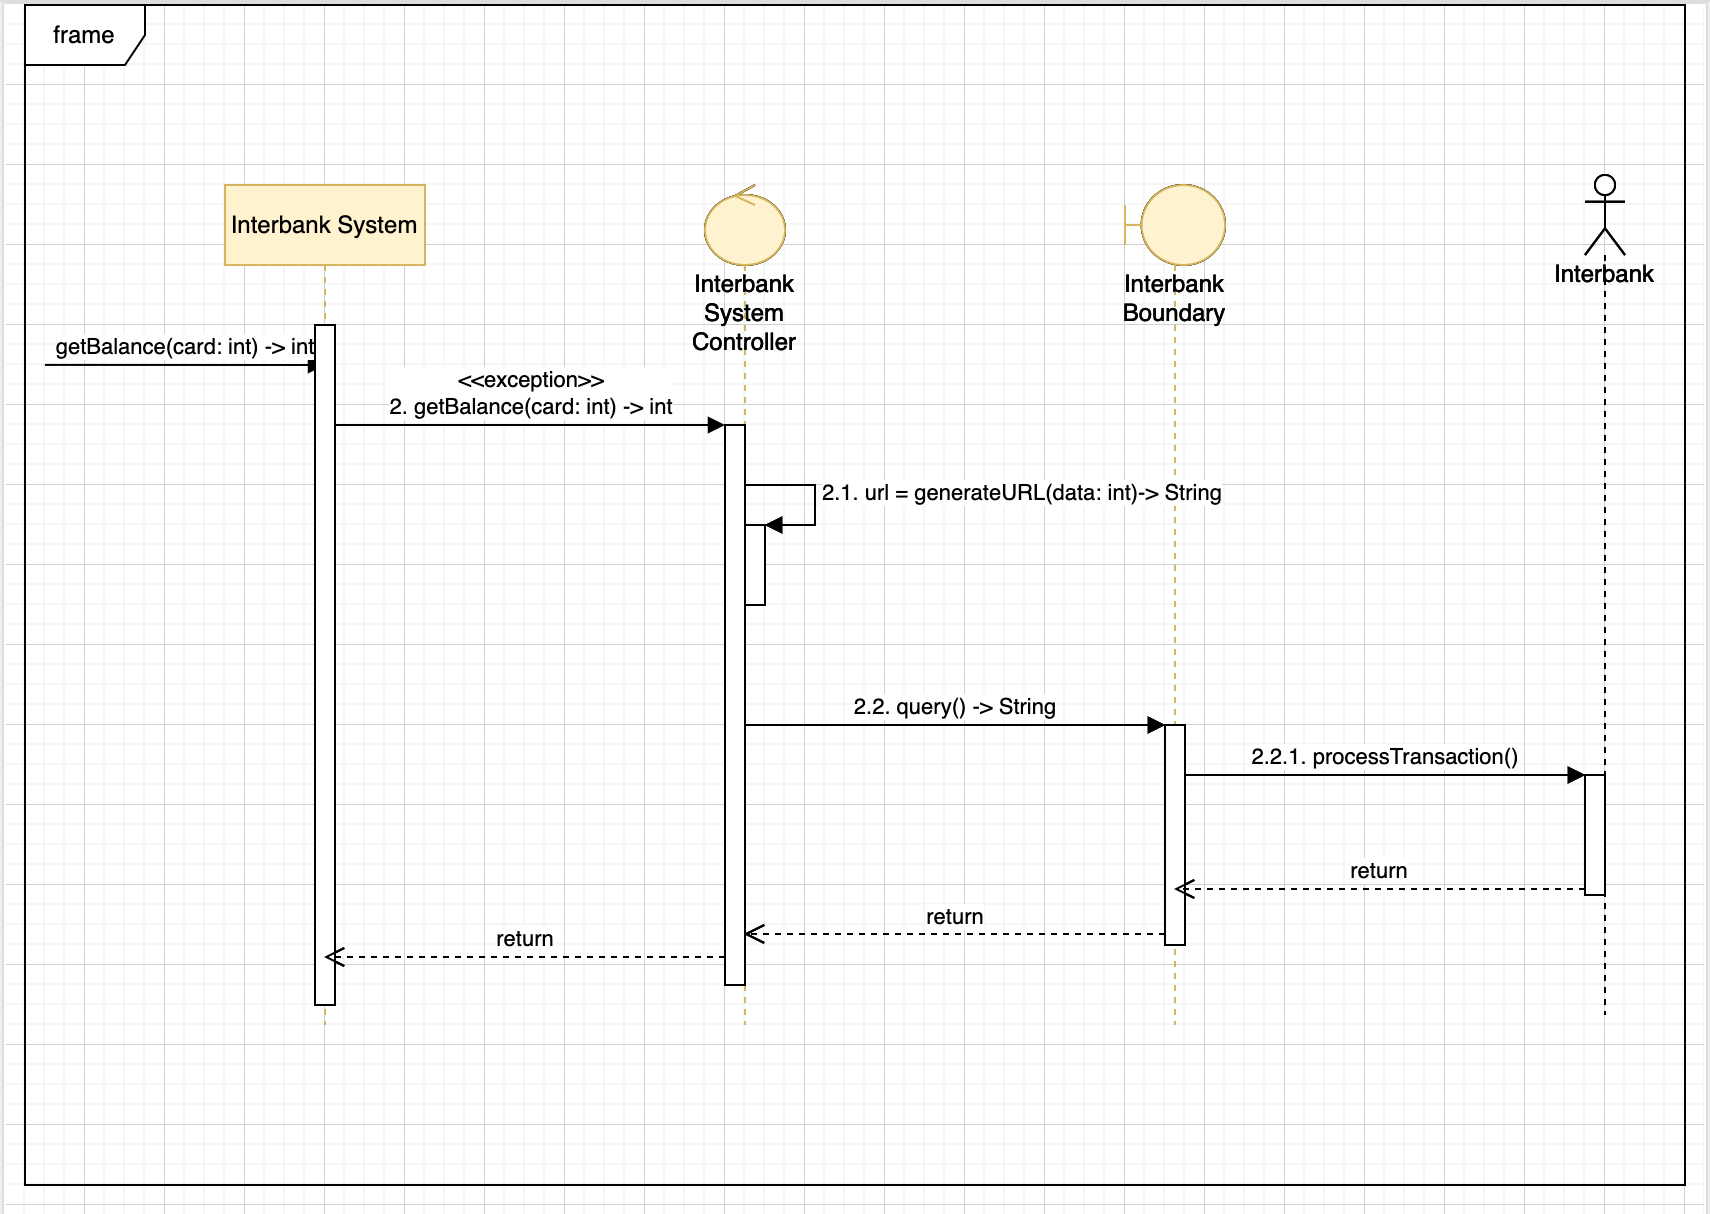 frame
Interbank System
Interbank
System
Controller
Interbank
Boundary
Interbank
getBalance(card: int) -> int
<<exception>>
2. getBalance(card: int) -> int
2.1. url = generateURL(data: int)-> String
2.2. query() -> String
2.2.1. processTransaction()
return
return
return